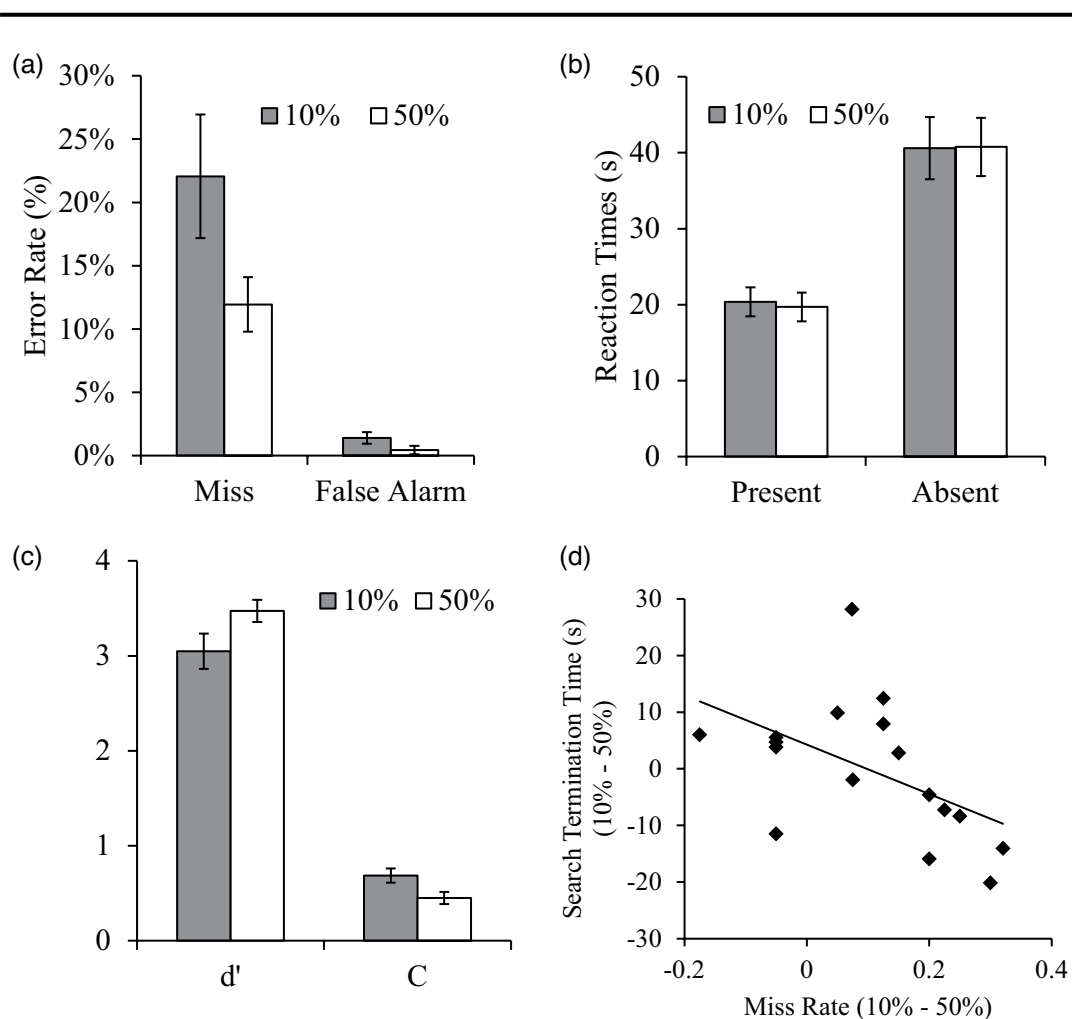 (a)
30%
25%
20%
15%
10%
5%
0%
Error Rate (%)
10% 50%
Miss False Alarm
(b)
50
40
30
20
10
0
Reaction Times (s)
10% 50%
Present Absent
(c)
4
3
2
1
0
10% 50%
d' C
(d)
30
20
10
0
-10
-20
-30
Search Termination Time (s)
(10% - 50%)
-0.2 0 0.2 0.4
Miss Rate (10% - 50%)